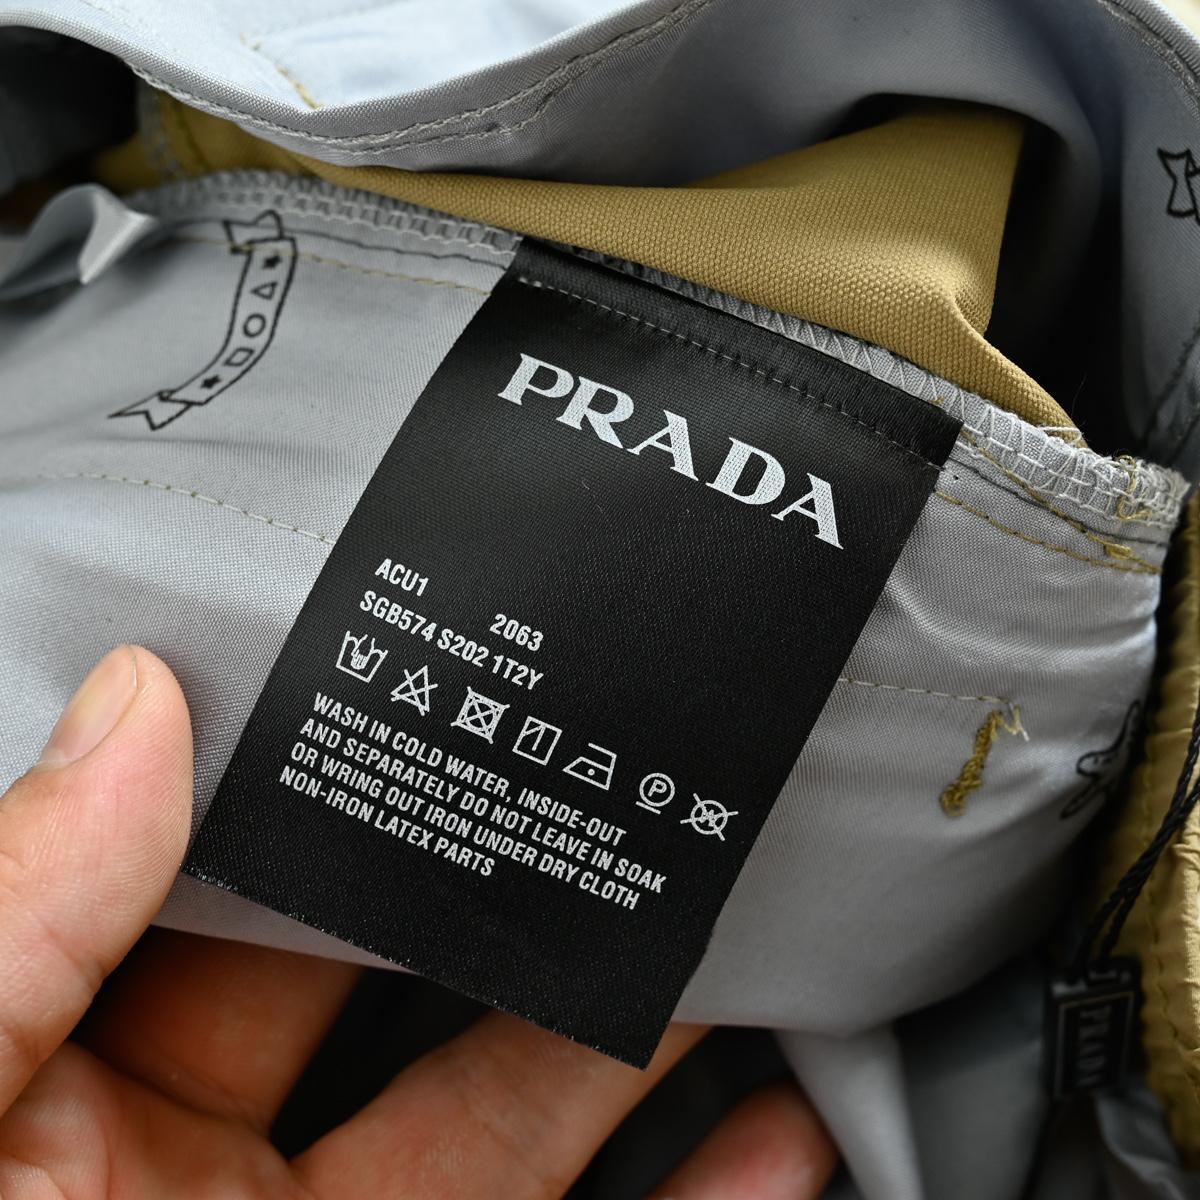 PRADA
ACU1 2063
SGB574 S202 1T2Y
WASH IN COLD WATER, INSIDE-OUT
AND SEPARATELY DO NOT LEAVE IN SOAK
OR WRING OUT IRON UNDER DRY CLOTH
NON-IRON LATEX PARTS
P
PRADA